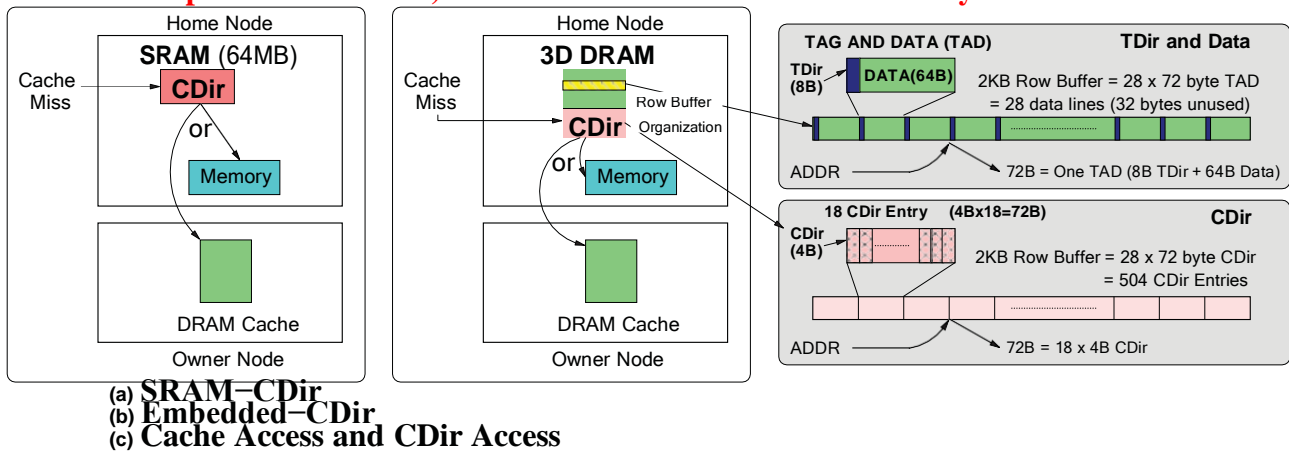 Home Node
SRAM (64MB)
Cache
Miss
CDir
or
Memory
DRAM Cache
Owner Node
Home Node
3D DRAM
Cache
Miss
Row Buffer
CDir
Organization
or
Memory
DRAM Cache
Owner Node
TAG AND DATA (TAD)
TDir and Data
TDir
(8B)
DATA(64B)
2KB Row Buffer = 28 x 72 byte TAD
= 28 data lines (32 bytes unused)
ADDR
72B = One TAD (8B TDir + 64B Data)
18 CDir Entry (4Bx18=72B)
CDir
CDir
(4B)
2KB Row Buffer = 28 x 72 byte CDir
= 504 CDir Entries
ADDR
72B = 18 x 4B CDir
(a) SRAM−CDir
(b) Embedded−CDir
(c) Cache Access and CDir Access